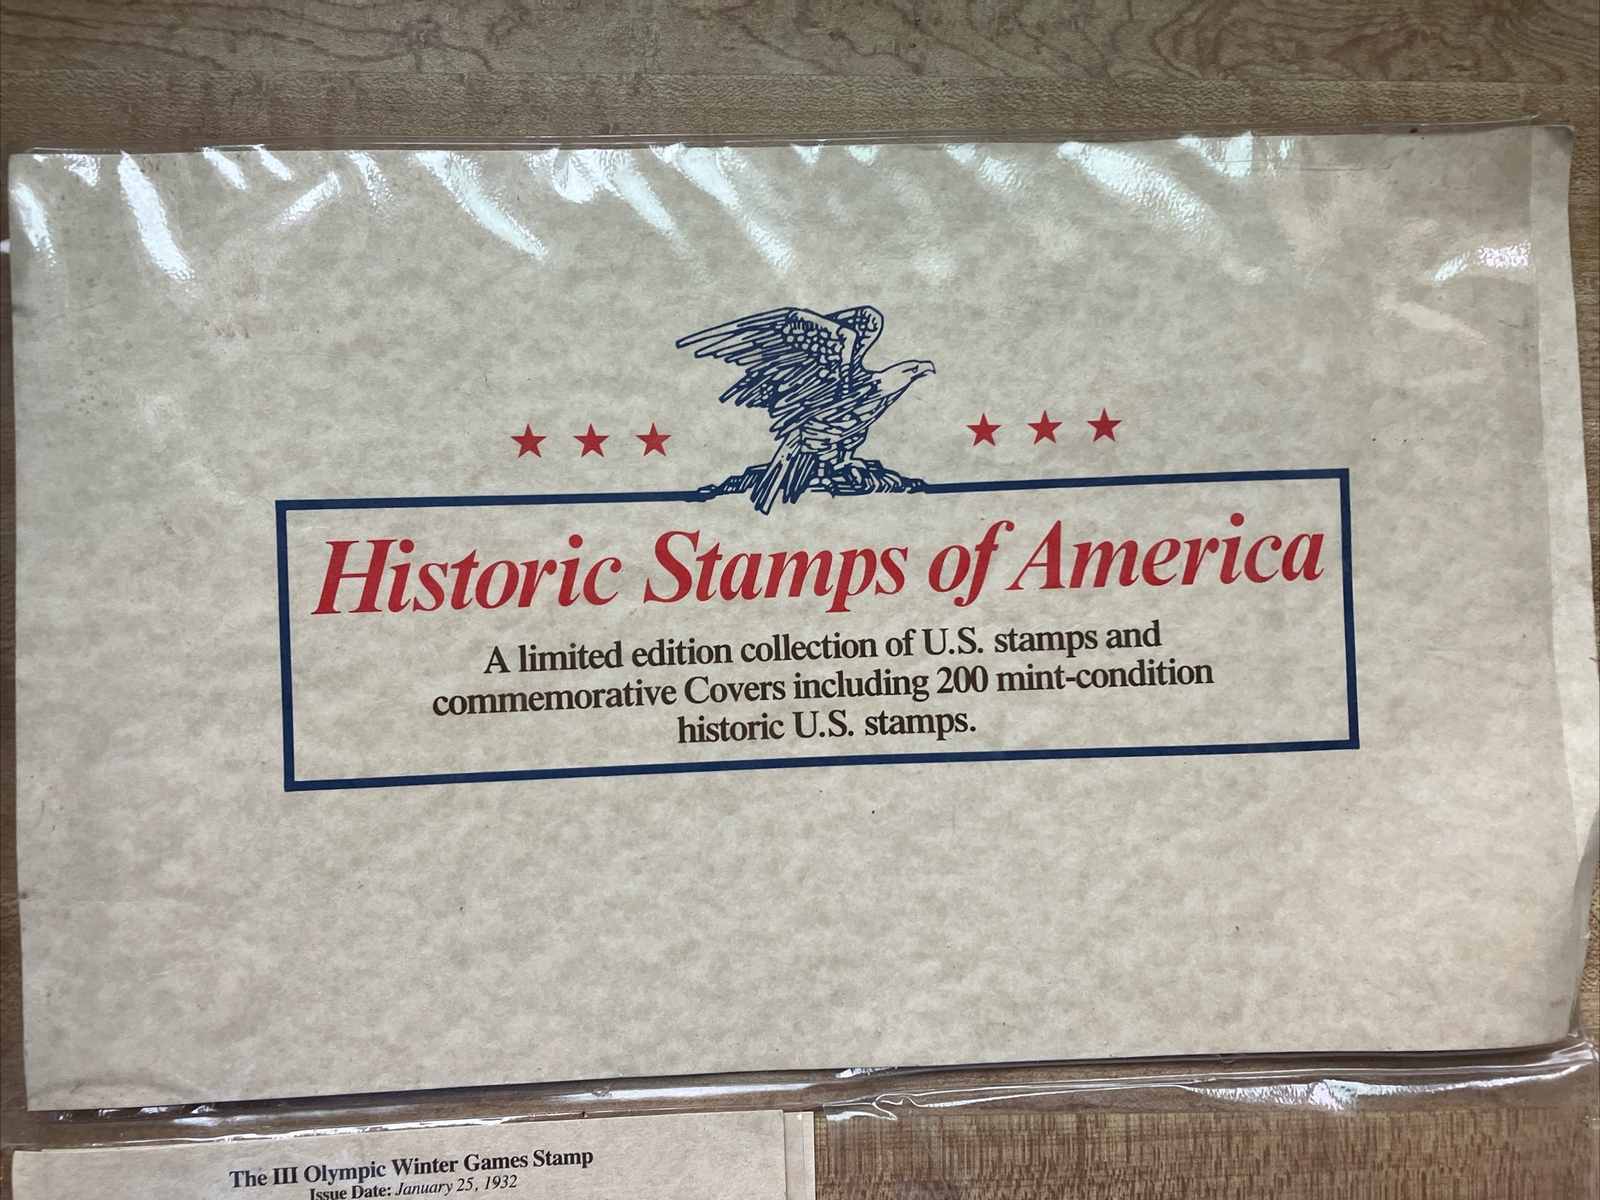 Historic Stamps of America
A limited edition collection of U.S. stamps and
commemorative Covers including 200 mint-condition
historic U.S. stamps.
The III Olympic Winter Games Stamp
Issue Date: January 25, 1932